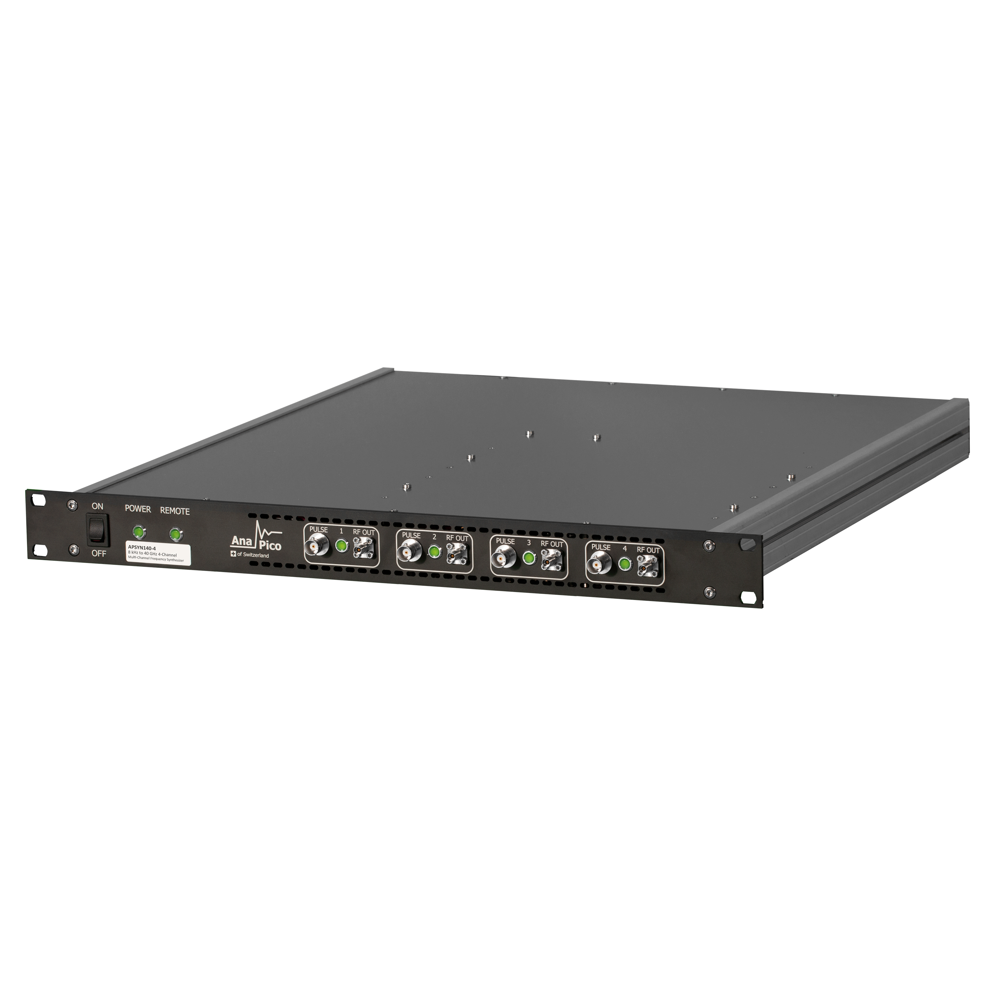 ON
OFF
POWER
REMOTE
APSYN140-4
8 kHz to 40 GHz 4-Channel
Multi-Channel Frequency Synthesizer
Ana Pico
of Switzerland
PULSE 1 RF OUT
PULSE 2 RF OUT
PULSE 3 RF OUT
PULSE 4 RF OUT